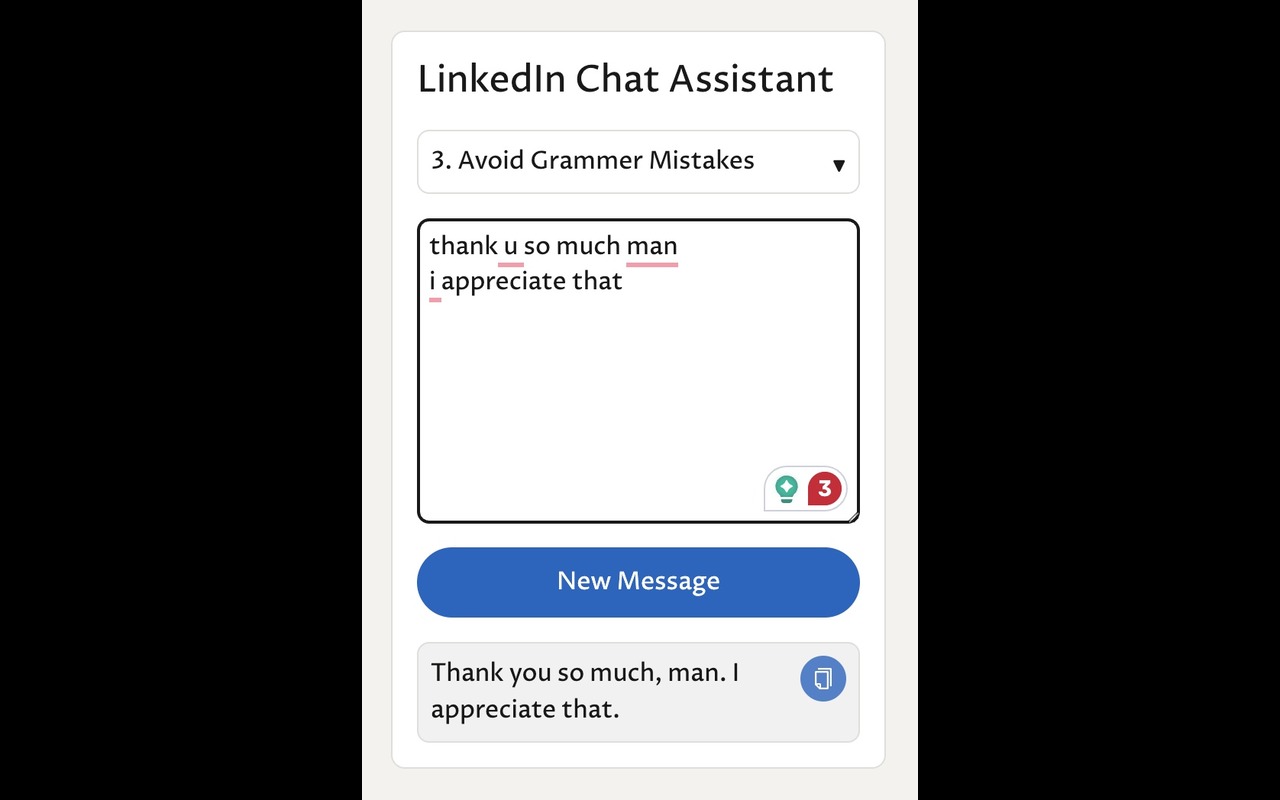 LinkedIn Chat Assistant
3. Avoid Grammer Mistakes
thank u so much man
i appreciate that
3
New Message
Thank you so much, man. I
appreciate that.